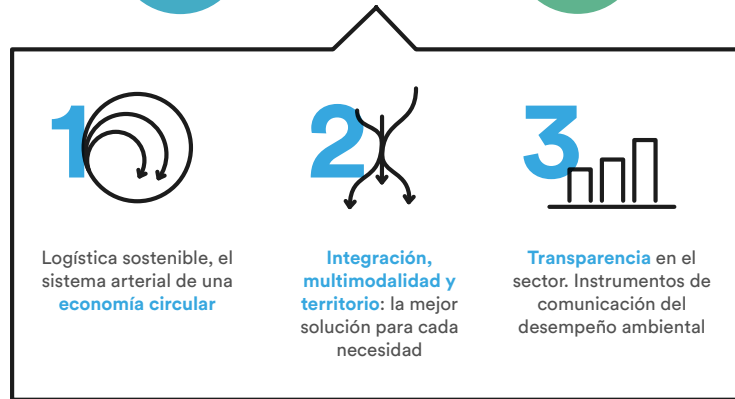 1
Logística sostenible, el
sistema arterial de una
economía circular
2
Integración,
multimodalidad y
territorio: la mejor
solución para cada
necesidad
3
Transparencia en el
sector. Instrumentos de
comunicación del
desempeño ambiental